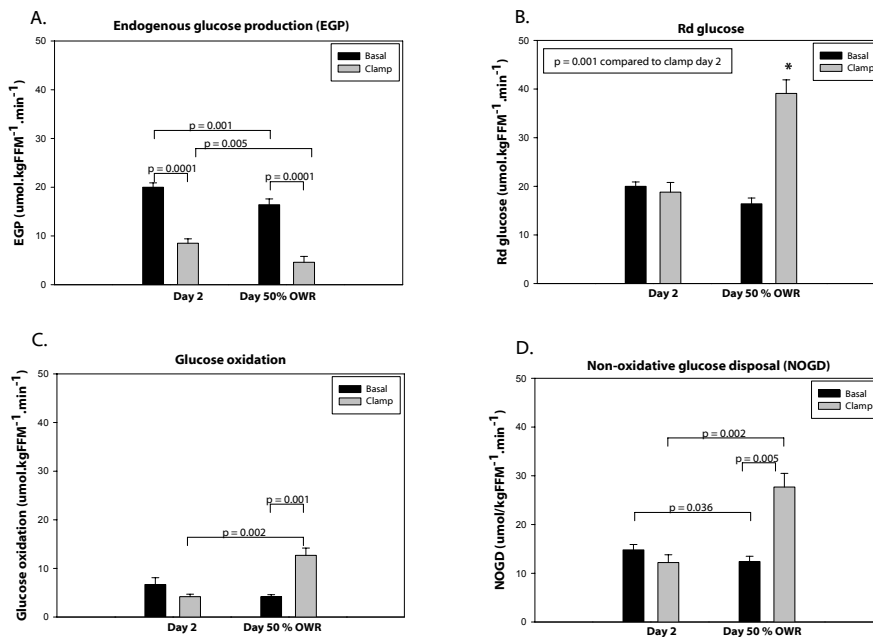 A.
Endogenous glucose production (EGP)
EGP (umol.kgFFM⁻¹.min⁻¹)
50
40
30
20
10
0
Basal
Clamp
p = 0.001
p = 0.005
p = 0.0001
p = 0.0001
Day 2
Day 50% OWR
B.
Rd glucose
Rd glucose (umol.kgFFM⁻¹.min⁻¹)
50
40
30
20
10
0
p = 0.001 compared to clamp day 2
*
Basal
Clamp
Day 2
Day 50 % OWR
C.
Glucose oxidation
Glucose oxidation (umol.kgFFM⁻¹.min⁻¹)
50
40
30
20
10
0
Basal
Clamp
p = 0.001
p = 0.002
Day 2
Day 50 % OWR
D.
Non-oxidative glucose disposal (NOGD)
NOGD (umol/kgFFM⁻¹.min⁻¹)
50
40
30
20
10
0
Basal
Clamp
p = 0.002
p = 0.005
p = 0.036
Day 2
Day 50 % OWR